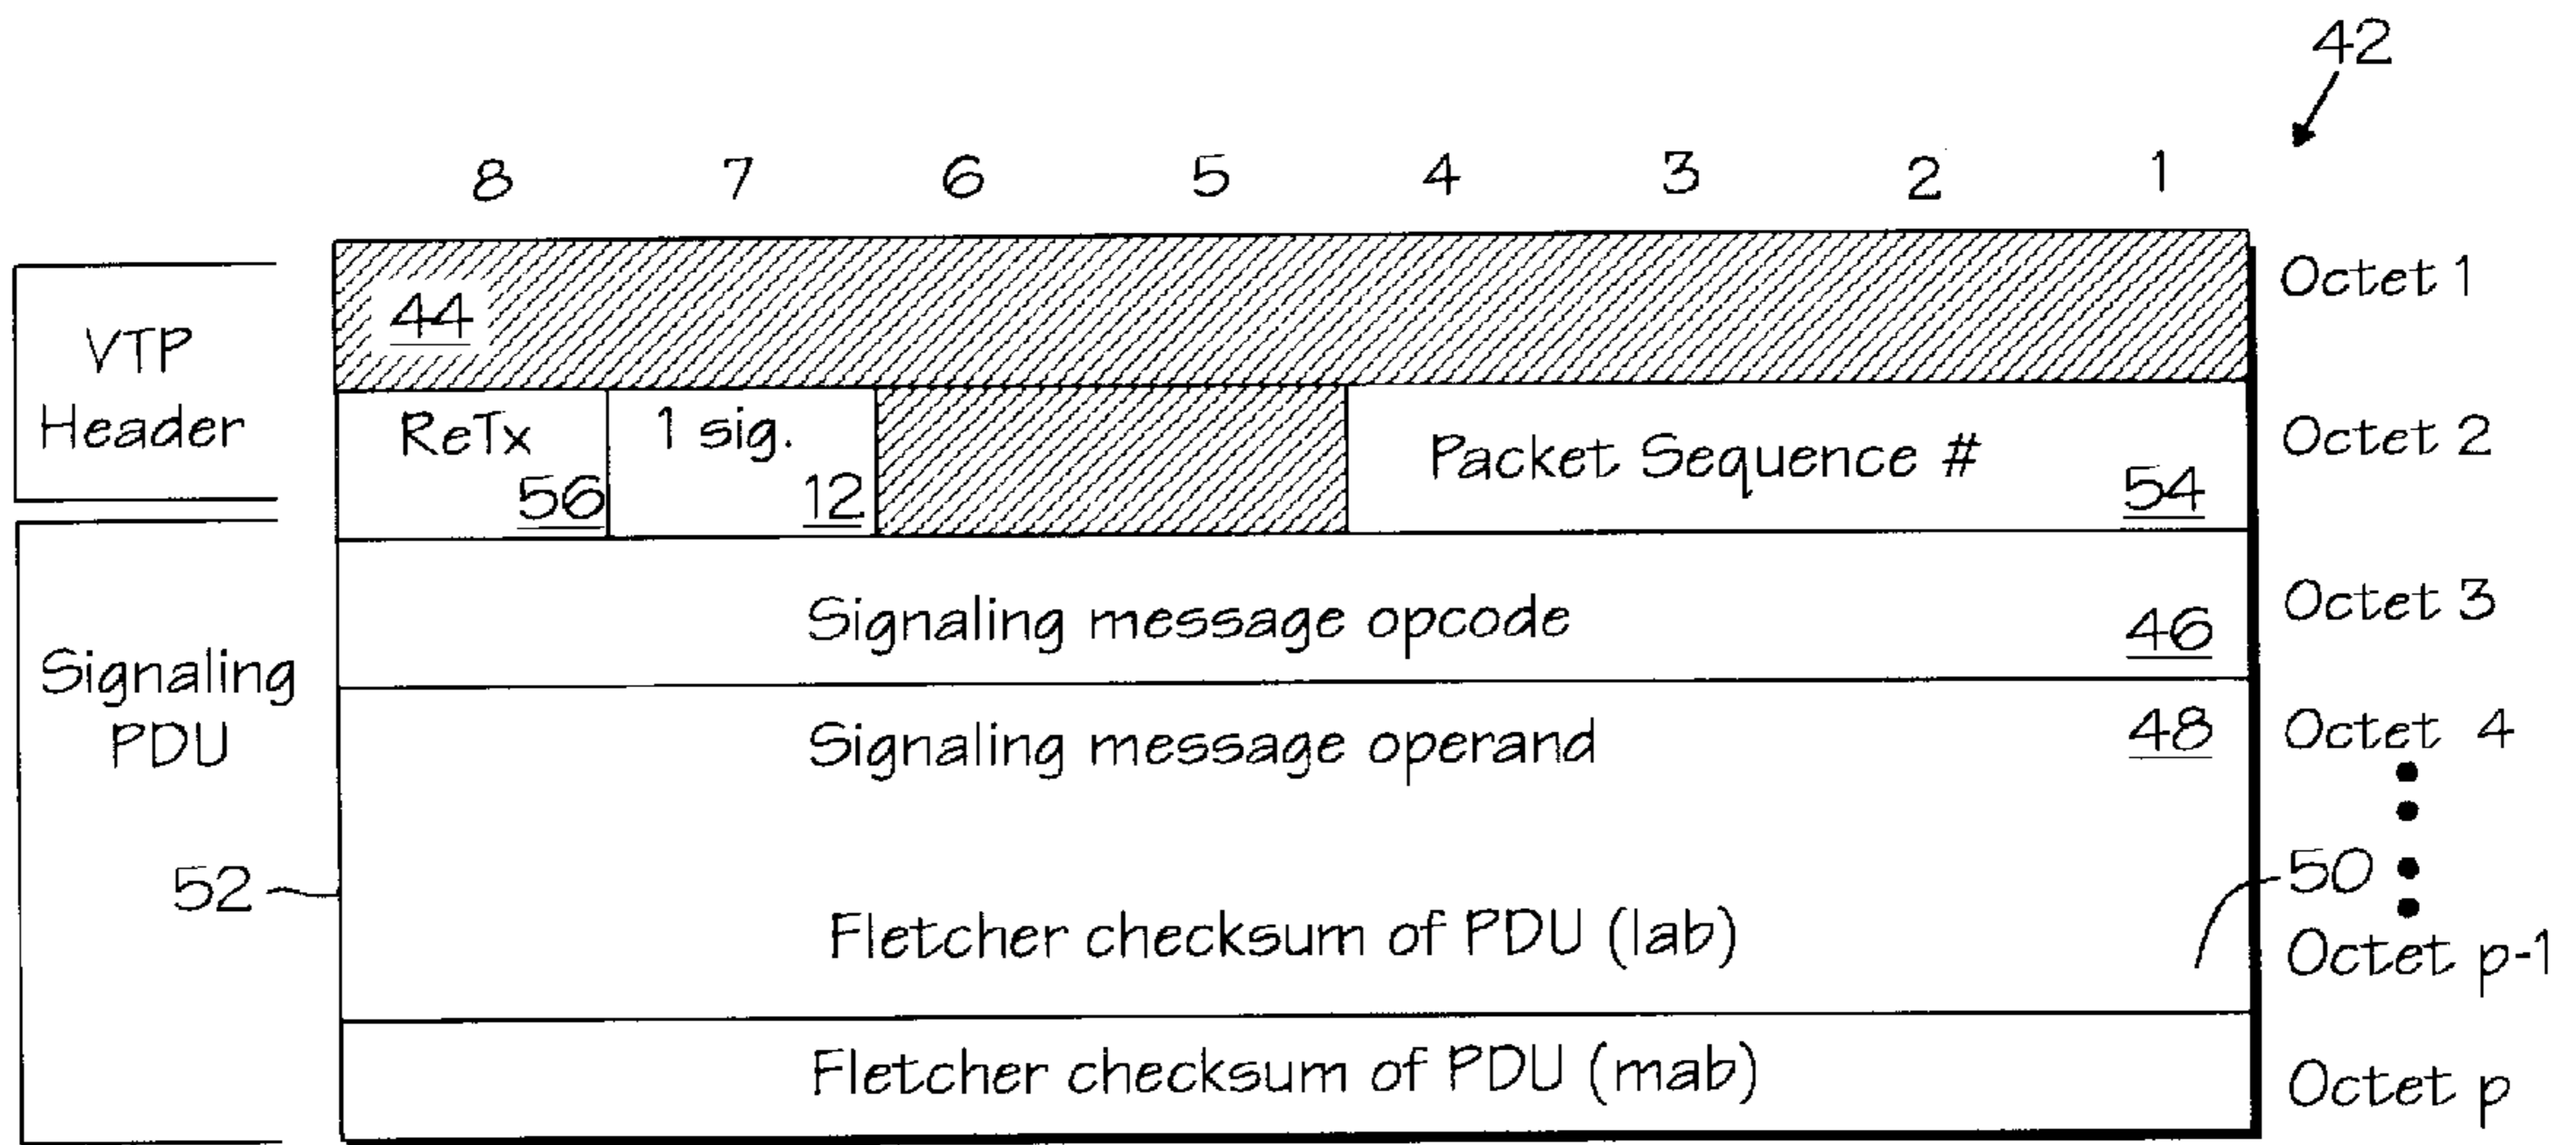 42
8 7 6 5 4 3 2 1
VTP
Header
44
Octet 1
ReTx
56
1 sig.
12
Packet Sequence #
54
Octet 2
Signaling
PDU
Signaling message opcode
46
Octet 3
Signaling message operand
48
Octet 4
52
50
Fletcher checksum of PDU (lab)
Octet p-1
Fletcher checksum of PDU (mab)
Octet p